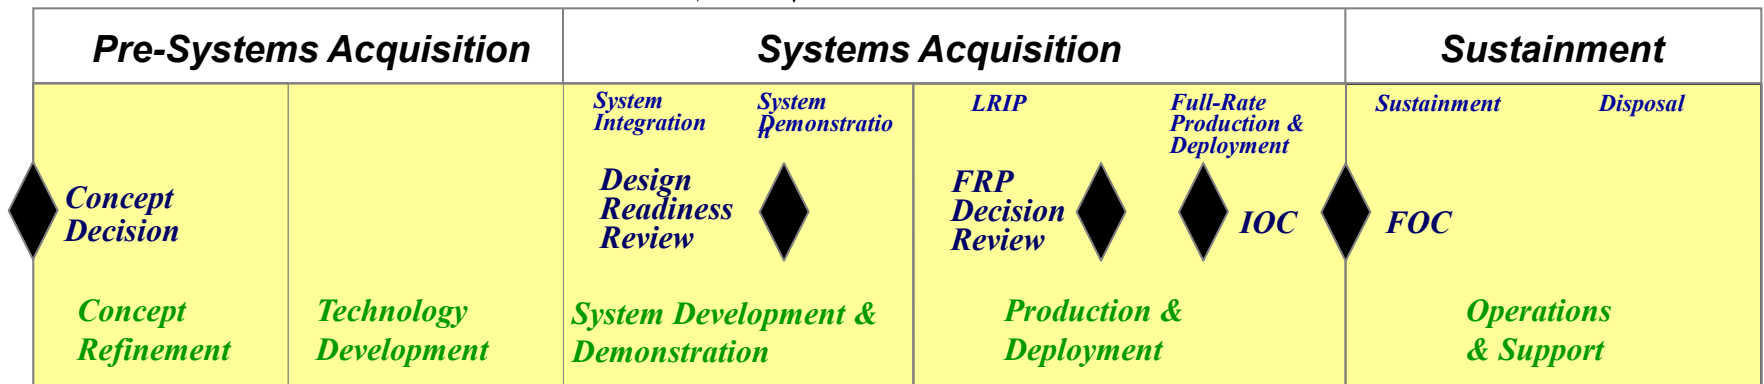 Pre-Systems Acquisition
Systems Acquisition
Sustainment
System
Integration
System
Demonstratio
n
LRIP
Full-Rate
Production &
Deployment
Sustainment
Disposal
Concept
Decision
Design
Readiness
Review
FRP
Decision
Review
IOC
FOC
Concept
Refinement
Technology
Development
System Development &
Demonstration
Production &
Deployment
Operations
& Support